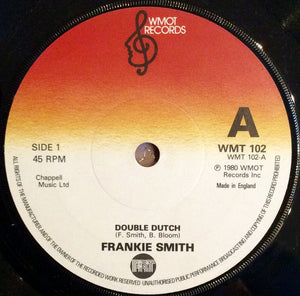 WMOT
RECORDS
SIDE 1
45 RPM
A
WMT 102
WMT 102-A
Chappell
Music Ltd
℗ 1980 WMOT
Records Inc
Made in England
DOUBLE DUTCH
(F. Smith, B. Bloom)
FRANKIE SMITH
ALL RIGHTS OF THE MANUFACTURER AND OF THE OWNER OF THE RECORDED WORK RESERVED UNAUTHORISED PUBLIC PERFORMANCE BROADCASTING AND COPYING OF THIS RECORD PROHIBITED